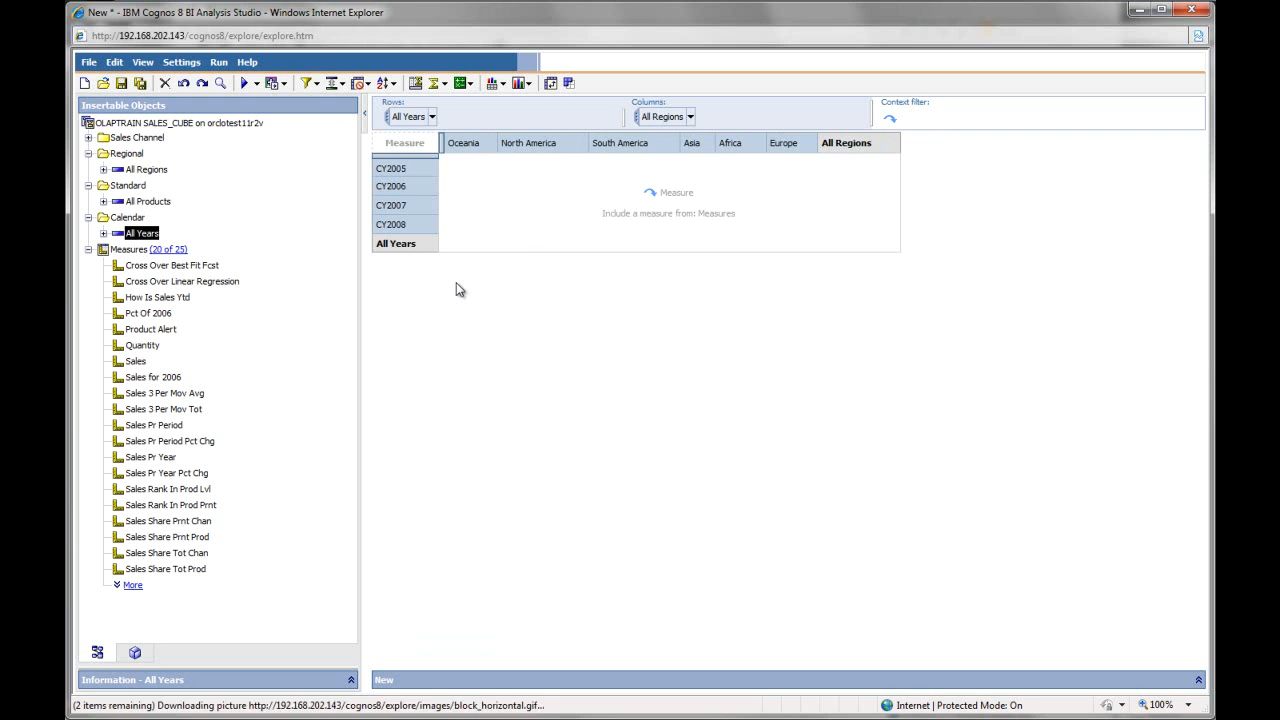 New * - IBM Cognos 8 BI Analysis Studio - Windows Internet Explorer
http://192.168.202.143/cognos8/explore/explore.htm
File Edit View Settings Run Help
Insertable Objects
OLAPTRAIN SALES_CUBE on orclotest11r2v
Sales Channel
Regional
All Regions
Standard
All Products
Calendar
All Years
Measures (20 of 25)
Cross Over Best Fit Fcst
Cross Over Linear Regression
How Is Sales Ytd
Pct Of 2006
Product Alert
Quantity
Sales
Sales for 2006
Sales 3 Per Mov Avg
Sales 3 Per Mov Tot
Sales Pr Period
Sales Pr Period Pct Chg
Sales Pr Year
Sales Pr Year Pct Chg
Sales Rank In Prod Lvl
Sales Rank In Prod Prnt
Sales Share Prnt Chan
Sales Share Prnt Prod
Sales Share Tot Chan
Sales Share Tot Prod
More
Information - All Years
Rows: Columns: Context filter:
All Years All Regions
Measure Oceania North America South America Asia Africa Europe All Regions
CY2005
CY2006
CY2007
CY2008
All Years
Measure
Include a measure from: Measures
New
(2 items remaining) Downloading picture http://192.168.202.143/cognos8/explore/images/block_horizontal.gif... Internet | Protected Mode: On 100%